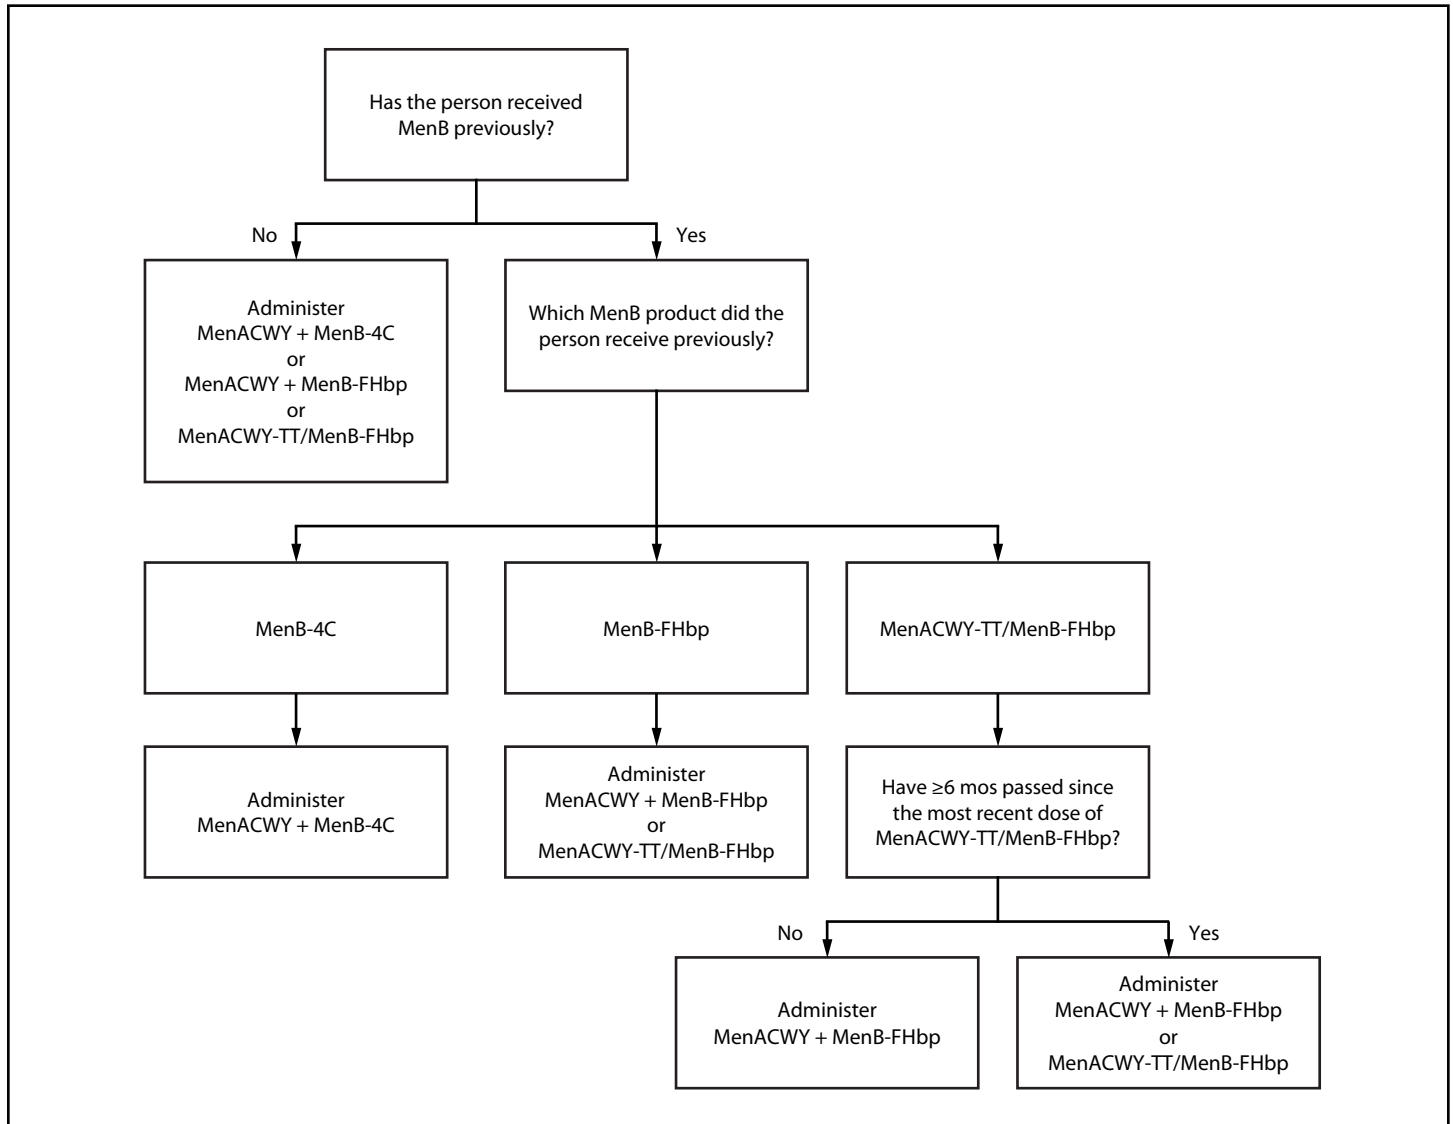 Has the person received
MenB previously?
No
Yes
Administer
MenACWY + MenB-4C
or
MenACWY + MenB-FHbp
or
MenACWY-TT/MenB-FHbp
Which MenB product did the
person receive previously?
MenB-4C
MenB-FHbp
MenACWY-TT/MenB-FHbp
Administer
MenACWY + MenB-4C
Administer
MenACWY + MenB-FHbp
or
MenACWY-TT/MenB-FHbp
Have ≥6 mos passed since
the most recent dose of
MenACWY-TT/MenB-FHbp?
No
Yes
Administer
MenACWY + MenB-FHbp
Administer
MenACWY + MenB-FHbp
or
MenACWY-TT/MenB-FHbp